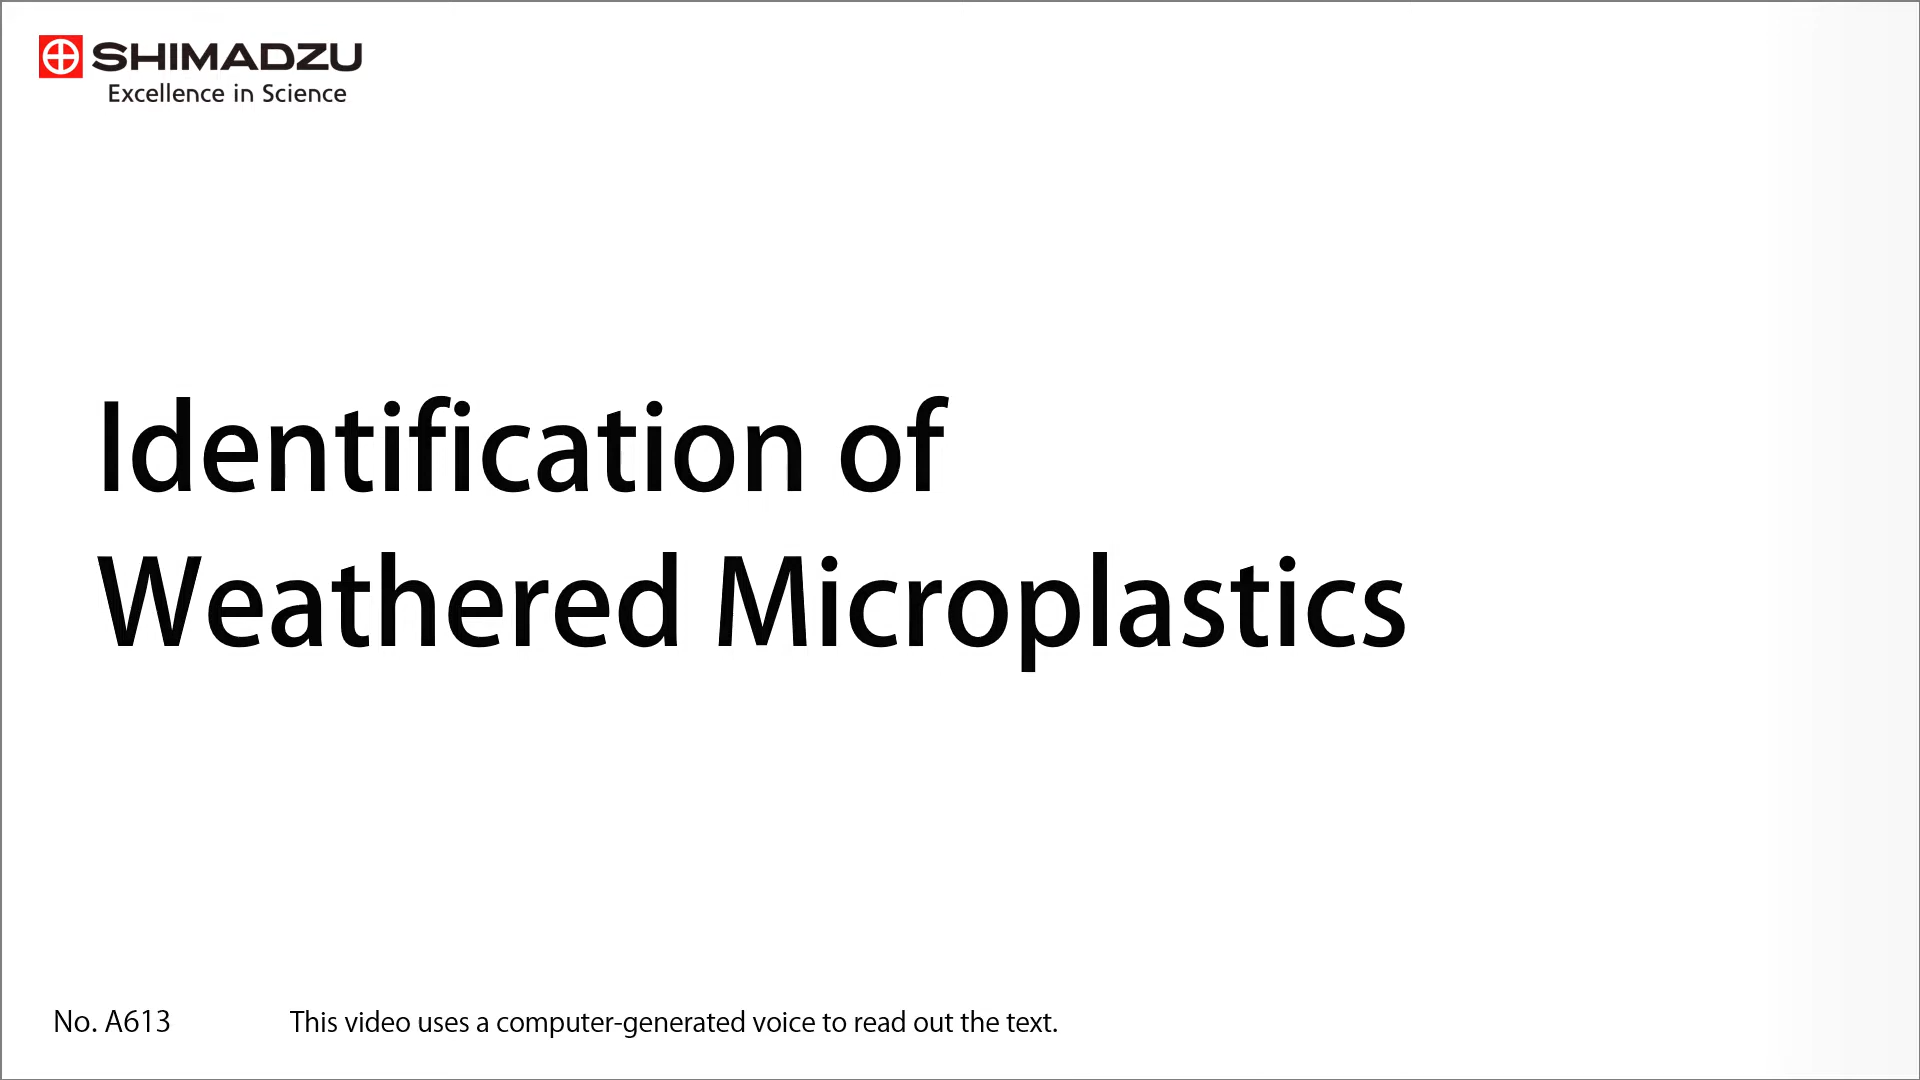 SHIMADZU
Excellence in Science
Identification of
Weathered Microplastics
No. A613 This video uses a computer-generated voice to read out the text.